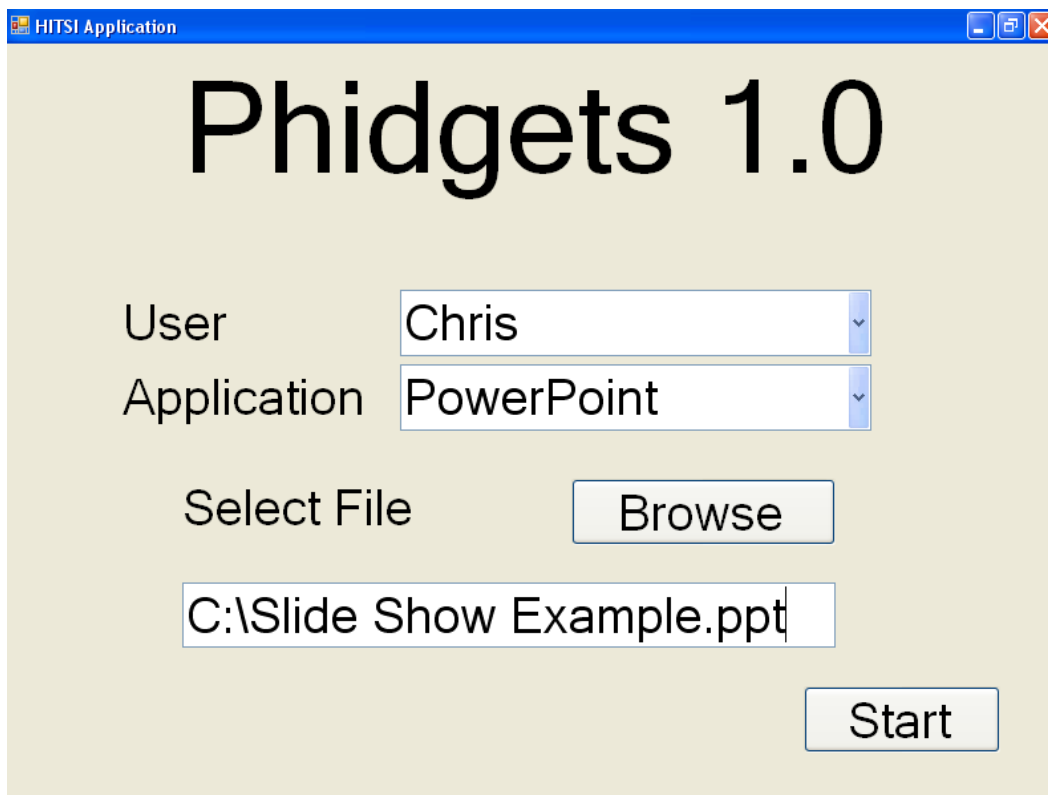 HITSI Application
Phidgets 1.0
User Chris
Application PowerPoint
Select File Browse
C:\Slide Show Example.ppt
Start